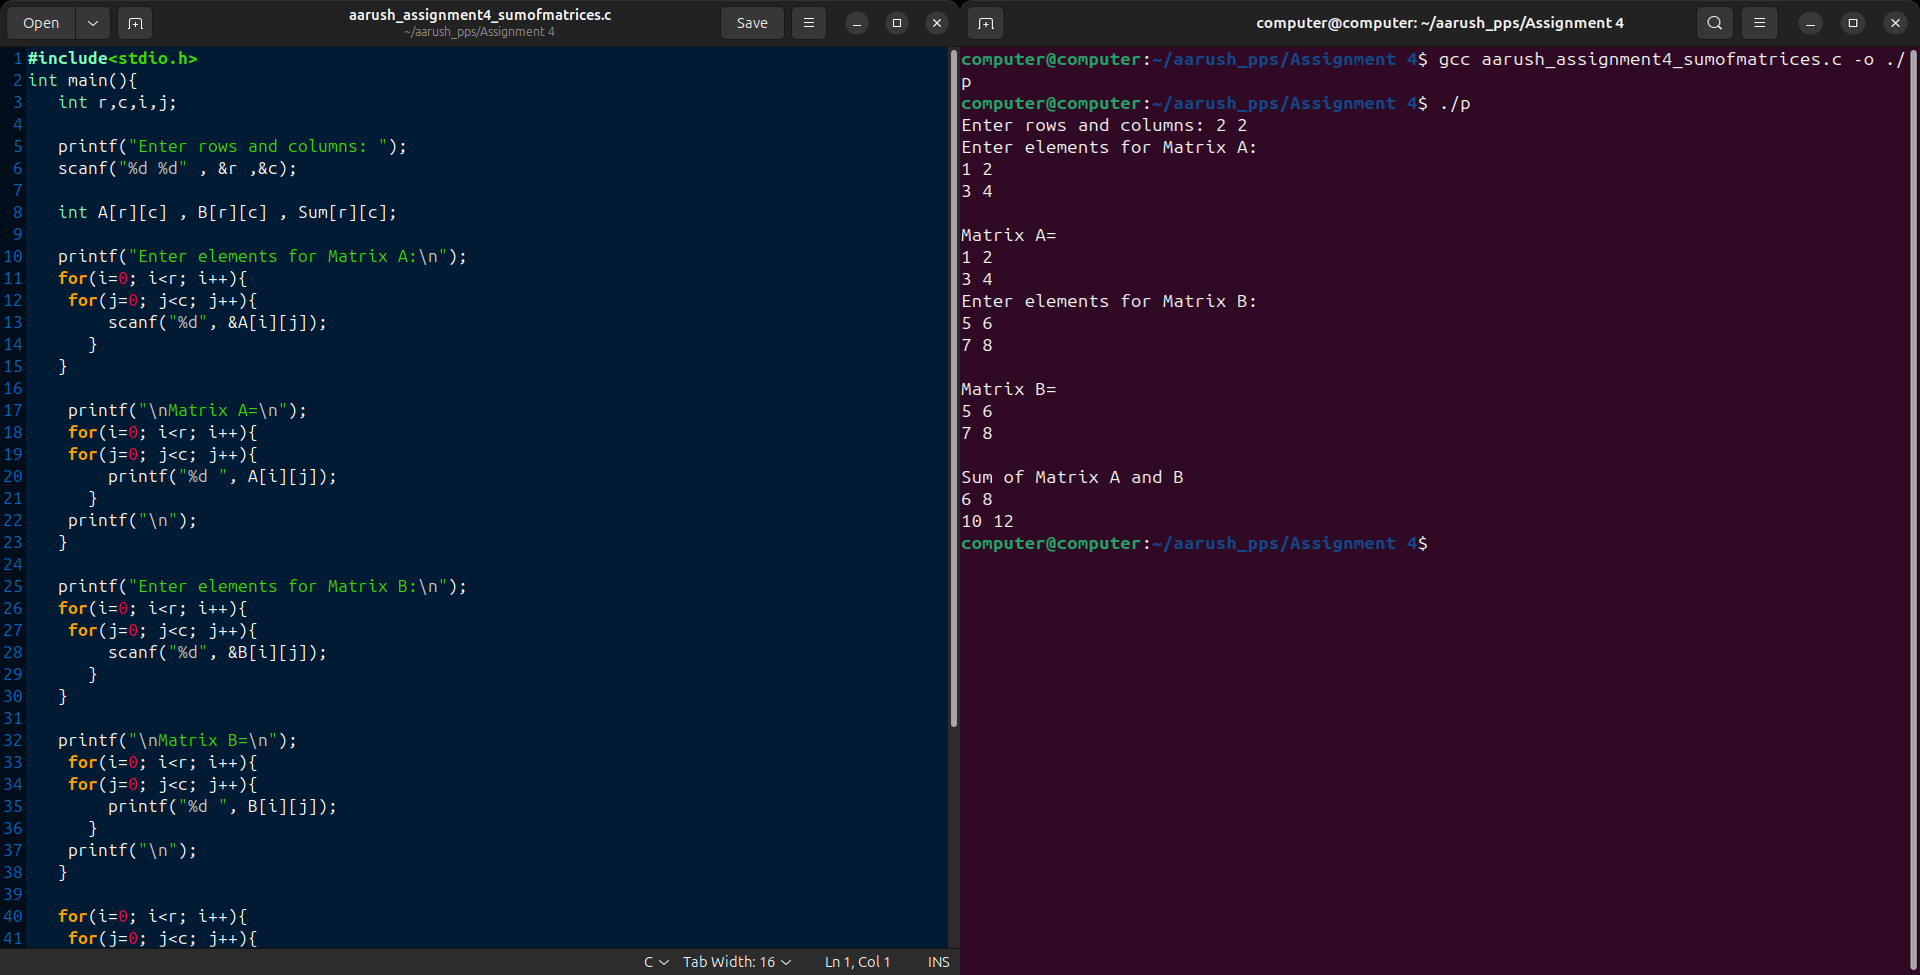 Open
aarush_assignment4_sumofmatrices.c
~/aarush_pps/Assignment 4
Save
1 #include<stdio.h>
2 int main(){
3    int r,c,i,j;
4
5    printf("Enter rows and columns: ");
6    scanf("%d %d" , &r ,&c);
7
8    int A[r][c] , B[r][c] , Sum[r][c];
9
10    printf("Enter elements for Matrix A:\n");
11    for(i=0; i<r; i++){
12     for(j=0; j<c; j++){
13         scanf("%d", &A[i][j]);
14       }
15    }
16
17     printf("\nMatrix A=\n");
18     for(i=0; i<r; i++){
19     for(j=0; j<c; j++){
20         printf("%d ", A[i][j]);
21       }
22     printf("\n");
23    }
24
25    printf("Enter elements for Matrix B:\n");
26    for(i=0; i<r; i++){
27     for(j=0; j<c; j++){
28         scanf("%d", &B[i][j]);
29       }
30    }
31
32    printf("\nMatrix B=\n");
33     for(i=0; i<r; i++){
34     for(j=0; j<c; j++){
35         printf("%d ", B[i][j]);
36       }
37     printf("\n");
38    }
39
40    for(i=0; i<r; i++){
41     for(j=0; j<c; j++){
C Tab Width: 16 Ln 1, Col 1 INS
computer@computer: ~/aarush_pps/Assignment 4
computer@computer:~/aarush_pps/Assignment 4$ gcc aarush_assignment4_sumofmatrices.c -o ./
p
computer@computer:~/aarush_pps/Assignment 4$ ./p
Enter rows and columns: 2 2
Enter elements for Matrix A:
1 2
3 4

Matrix A=
1 2
3 4
Enter elements for Matrix B:
5 6
7 8

Matrix B=
5 6
7 8

Sum of Matrix A and B
6 8
10 12
computer@computer:~/aarush_pps/Assignment 4$